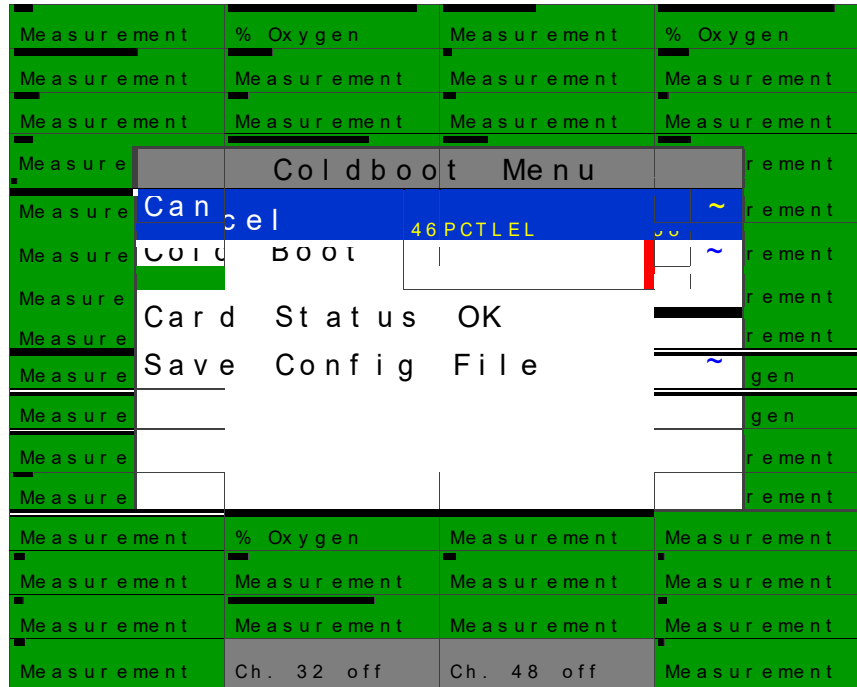 Measurement % Oxygen Measurement % Oxygen
Measurement Measurement Measurement Measurement
Measurement Measurement Measurement Measurement
Measure Coldboot Menu rement
Measure Cancel 46PCTLEL ~ rement
Measure Cold Boot ~ rement
Measure rement
Card Status OK
Measure rement
Save Config File ~
Measure gen
Measure gen
Measure rement
Measure rement
Measurement % Oxygen Measurement Measurement
Measurement Measurement Measurement Measurement
Measurement Measurement Measurement Measurement
Measurement Ch. 32 off Ch. 48 off Measurement